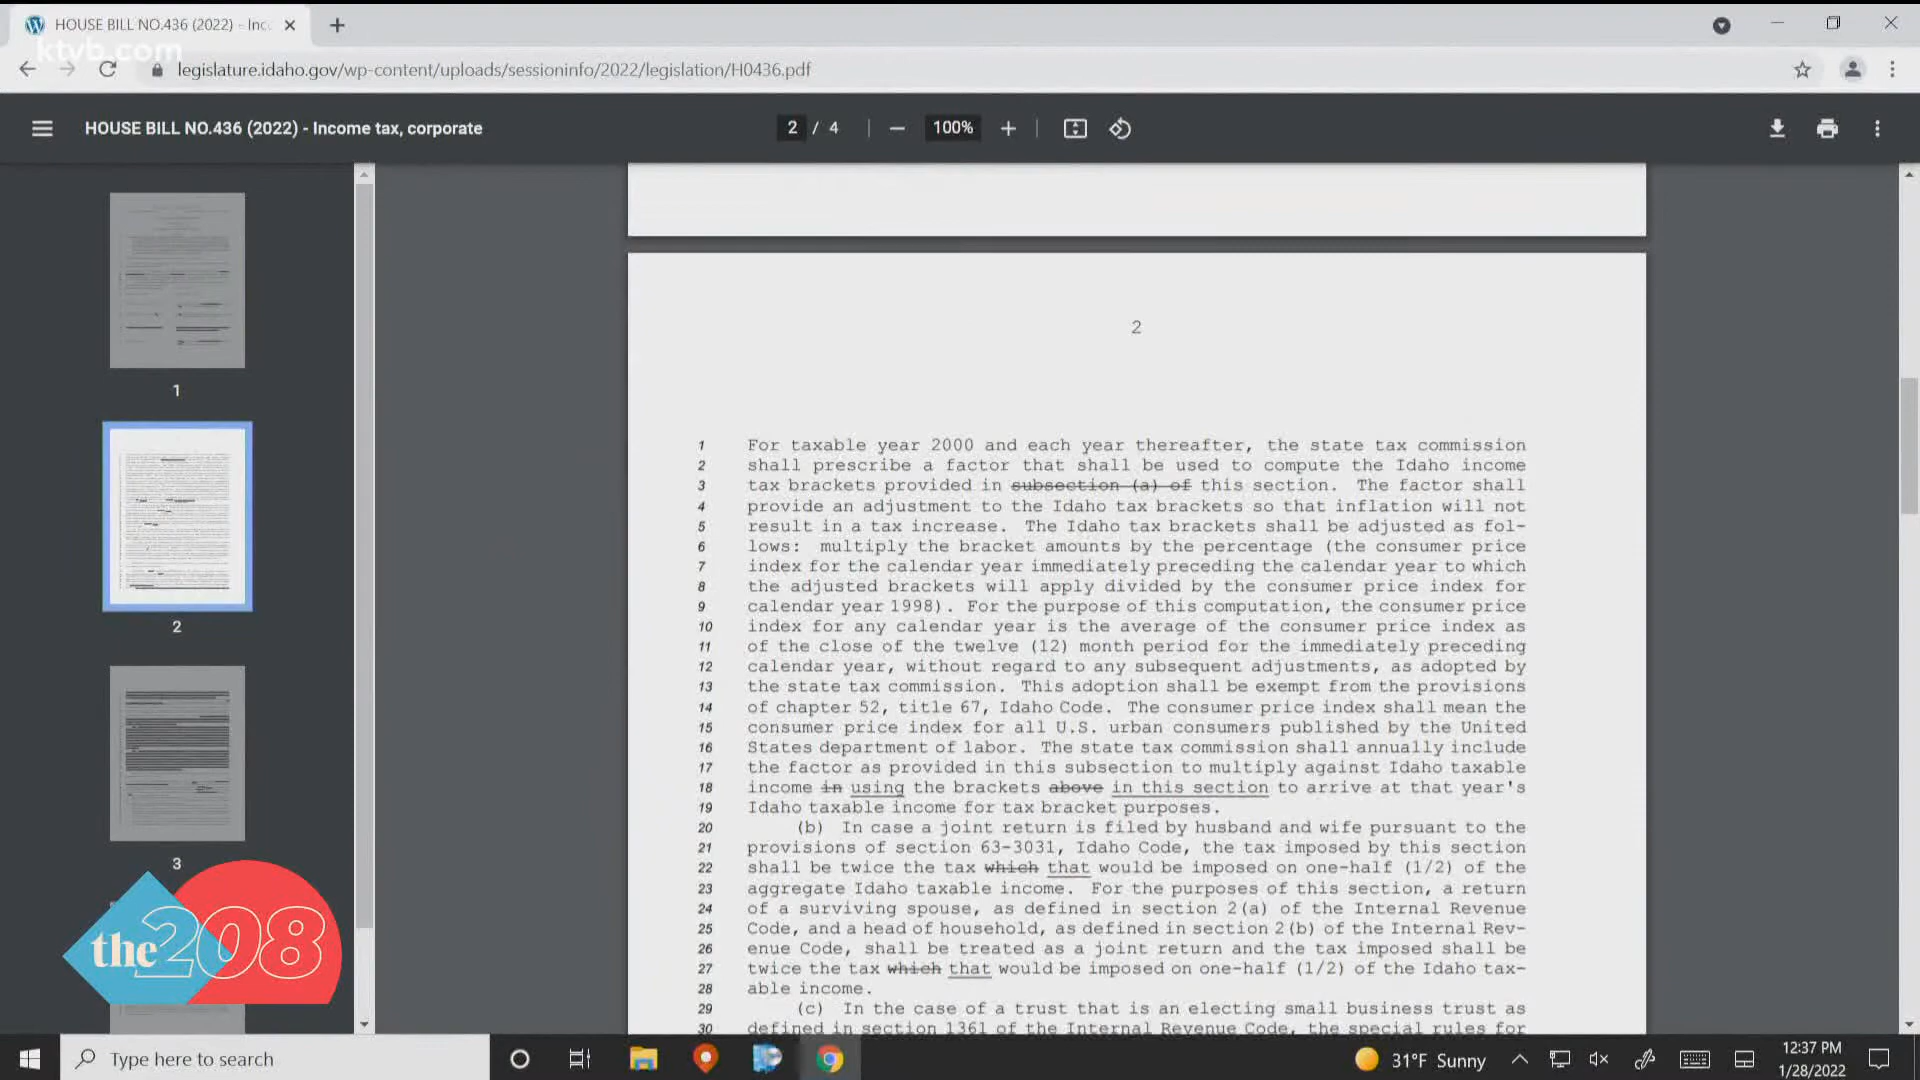 HOUSE BILL NO.436 (2022) - Inc
ktvb.com
legislature.idaho.gov/wp-content/uploads/sessioninfo/2022/legislation/H0436.pdf
HOUSE BILL NO.436 (2022) - Income tax, corporate
2 / 4
100%
1
2
3
2
1 For taxable year 2000 and each year thereafter, the state tax commission
2 shall prescribe a factor that shall be used to compute the Idaho income
3 tax brackets provided in subsection (a) of this section. The factor shall
4 provide an adjustment to the Idaho tax brackets so that inflation will not
5 result in a tax increase. The Idaho tax brackets shall be adjusted as fol-
6 lows: multiply the bracket amounts by the percentage (the consumer price
7 index for the calendar year immediately preceding the calendar year to which
8 the adjusted brackets will apply divided by the consumer price index for
9 calendar year 1998). For the purpose of this computation, the consumer price
10 index for any calendar year is the average of the consumer price index as
11 of the close of the twelve (12) month period for the immediately preceding
12 calendar year, without regard to any subsequent adjustments, as adopted by
13 the state tax commission. This adoption shall be exempt from the provisions
14 of chapter 52, title 67, Idaho Code. The consumer price index shall mean the
15 consumer price index for all U.S. urban consumers published by the United
16 States department of labor. The state tax commission shall annually include
17 the factor as provided in this subsection to multiply against Idaho taxable
18 income in using the brackets above in this section to arrive at that year's
19 Idaho taxable income for tax bracket purposes.
20 (b) In case a joint return is filed by husband and wife pursuant to the
21 provisions of section 63-3031, Idaho Code, the tax imposed by this section
22 shall be twice the tax which that would be imposed on one-half (1/2) of the
23 aggregate Idaho taxable income. For the purposes of this section, a return
24 of a surviving spouse, as defined in section 2(a) of the Internal Revenue
25 Code, and a head of household, as defined in section 2(b) of the Internal Rev-
26 enue Code, shall be treated as a joint return and the tax imposed shall be
27 twice the tax which that would be imposed on one-half (1/2) of the Idaho tax-
28 able income.
29 (c) In the case of a trust that is an electing small business trust as
30 defined in section 1361 of the Internal Revenue Code, the special rules for
the 208
Type here to search
31°F Sunny
12:37 PM
1/28/2022